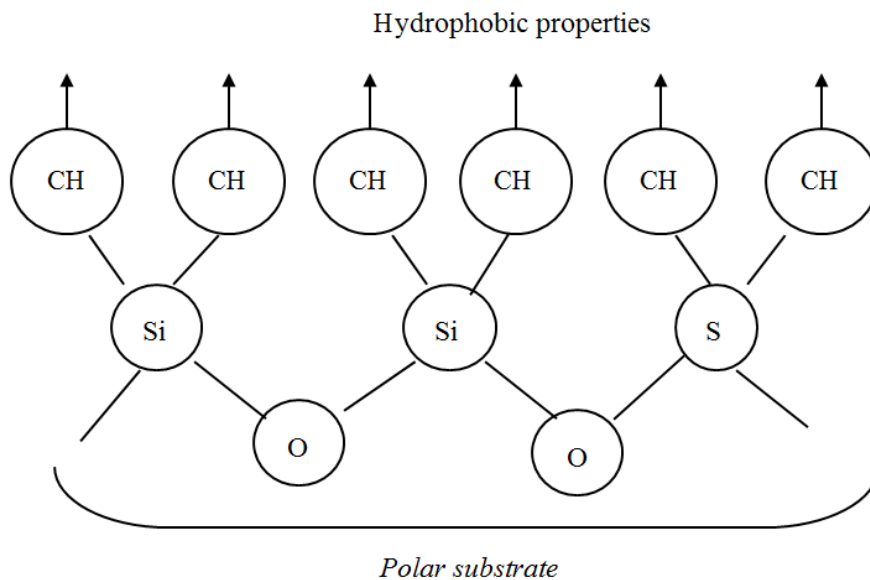 Hydrophobic properties
CH CH CH CH CH CH
Si Si S
O O
Polar substrate